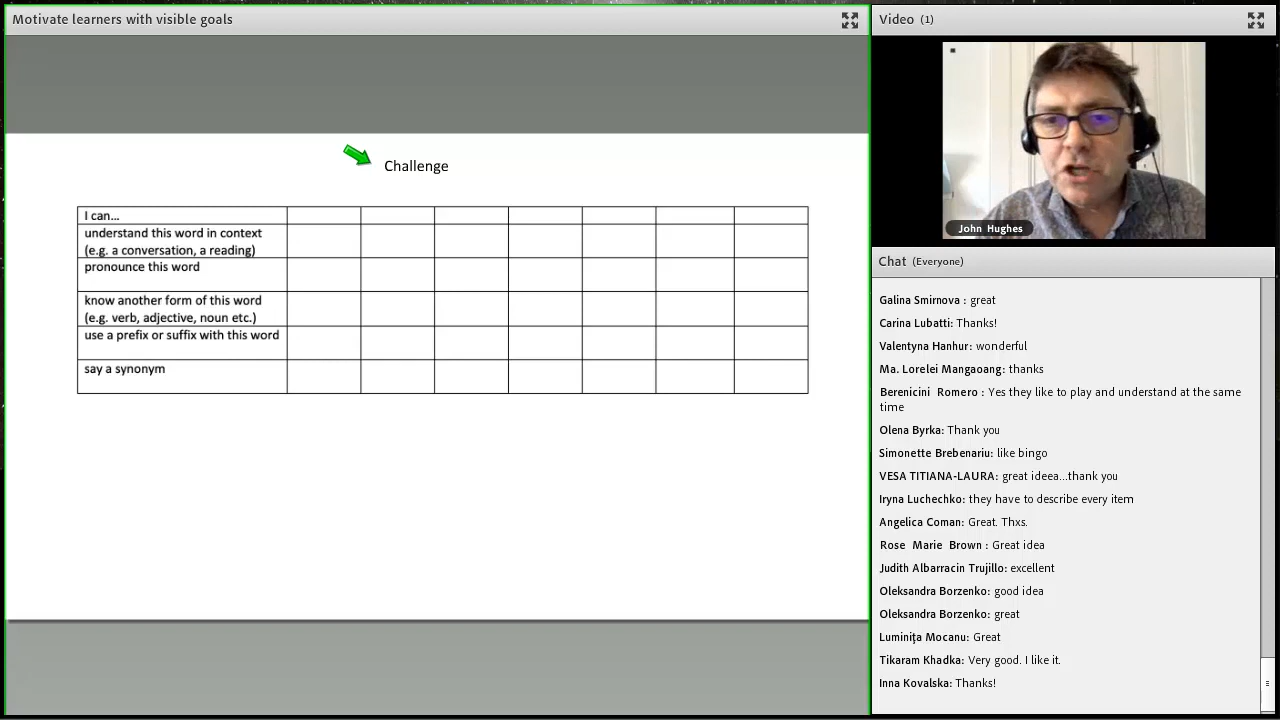 Motivate learners with visible goals
Challenge
I can...
understand this word in context
(e.g. a conversation, a reading)
pronounce this word
know another form of this word
(e.g. verb, adjective, noun etc.)
use a prefix or suffix with this word
say a synonym
Video (1)
John Hughes
Chat (Everyone)
Galina Smirnova : great
Carina Lubatti: Thanks!
Valentyna Hanhur: wonderful
Ma. Lorelei Mangaoang: thanks
Berenicini Romero : Yes they like to play and understand at the same
time
Olena Byrka: Thank you
Simonette Brebenariu: like bingo
VESA TITIANA-LAURA: great ideea...thank you
Iryna Luchechko: they have to describe every item
Angelica Coman: Great. Thxs.
Rose Marie Brown : Great idea
Judith Albarracin Trujillo: excellent
Oleksandra Borzenko: good idea
Oleksandra Borzenko: great
Luminița Mocanu: Great
Tikaram Khadka: Very good. I like it.
Inna Kovalska: Thanks!